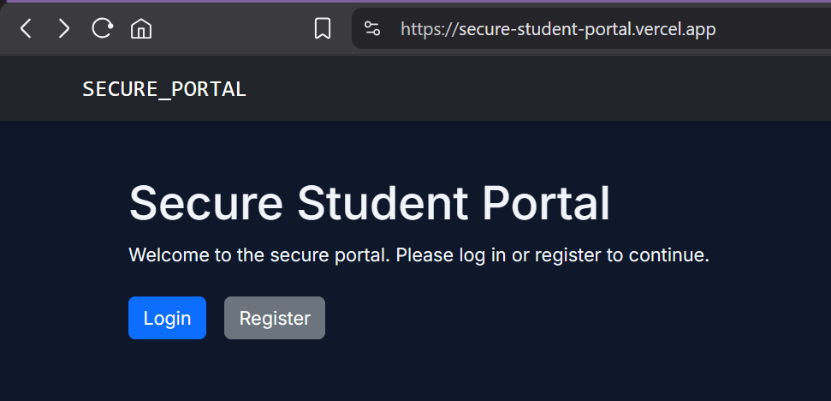 https://secure-student-portal.vercel.app
SECURE_PORTAL
Secure Student Portal
Welcome to the secure portal. Please log in or register to continue.
Login
Register